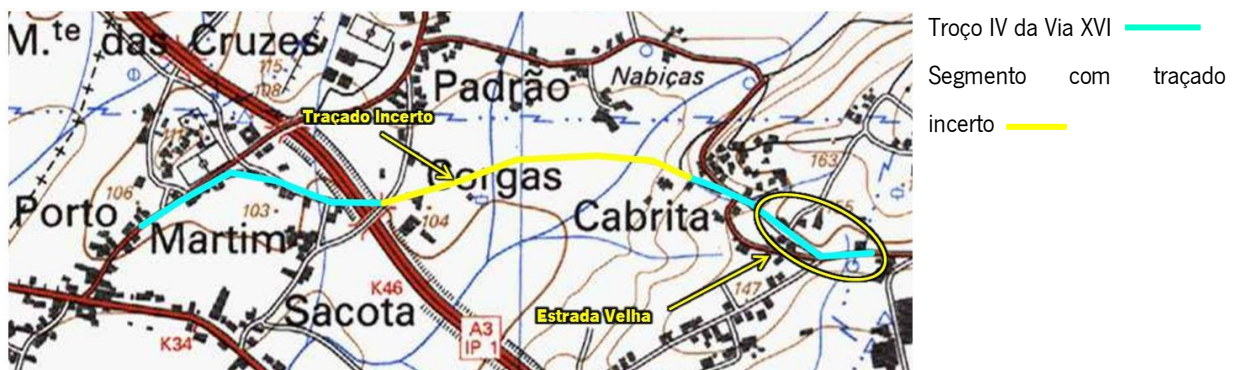 M.te das Cruzes
115
108
Padrão
Nabiças
Traçado Incerto
163
106
Corgas
Porto
103
104
Cabrita
Martim
K46
147
Sacota
Estrada Velha
K34
A3
IP 1
Troço IV da Via XVI
Segmento com traçado
incerto